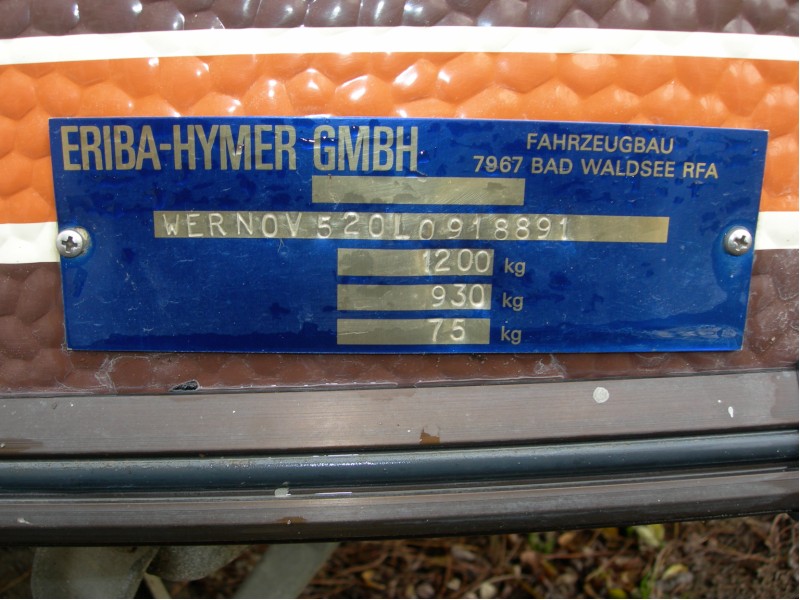 ERIBA-HYMER GMBH
FAHRZEUGBAU
7967 BAD WALDSEE RFA
WERNOV520L0918891
1200 kg
930 kg
75 kg